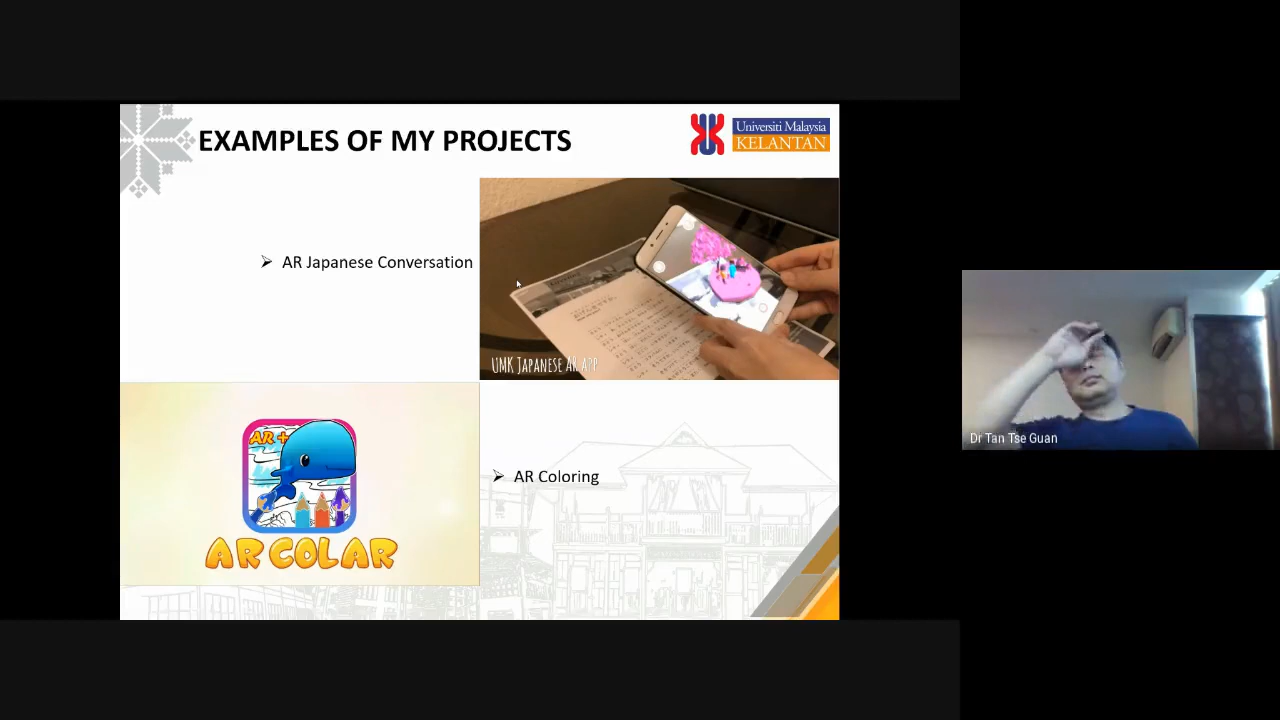 EXAMPLES OF MY PROJECTS
Universiti Malaysia
KELANTAN
AR Japanese Conversation
UMK JAPANESE AR APP
AR +
AR COLAR
AR Coloring
Dr Tan Tse Guan